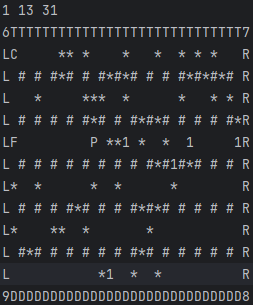 1 13 31
6TTTTTTTTTTTTTTTTTTTTTTTTTTTTT7
LC     ** *    *   *  * * *   R
L # # #*# # #*#*# # # #*#*#*# R
L   *     ***  *      *   * * R
L # # # # #*# # #*#*# # # # #*R
LF         P **1 *  *  1     1R
L # # # # # # # # #*#1#*# # # R
L*  *      *  *      *        R
L # # # #*# # # #*#*# # # # # R
L*    **  *       *           R
L #*# # # # # # #*# # # # # # R
L           *1  *  *          R
9DDDDDDDDDDDDDDDDDDDDDDDDDDDDD8